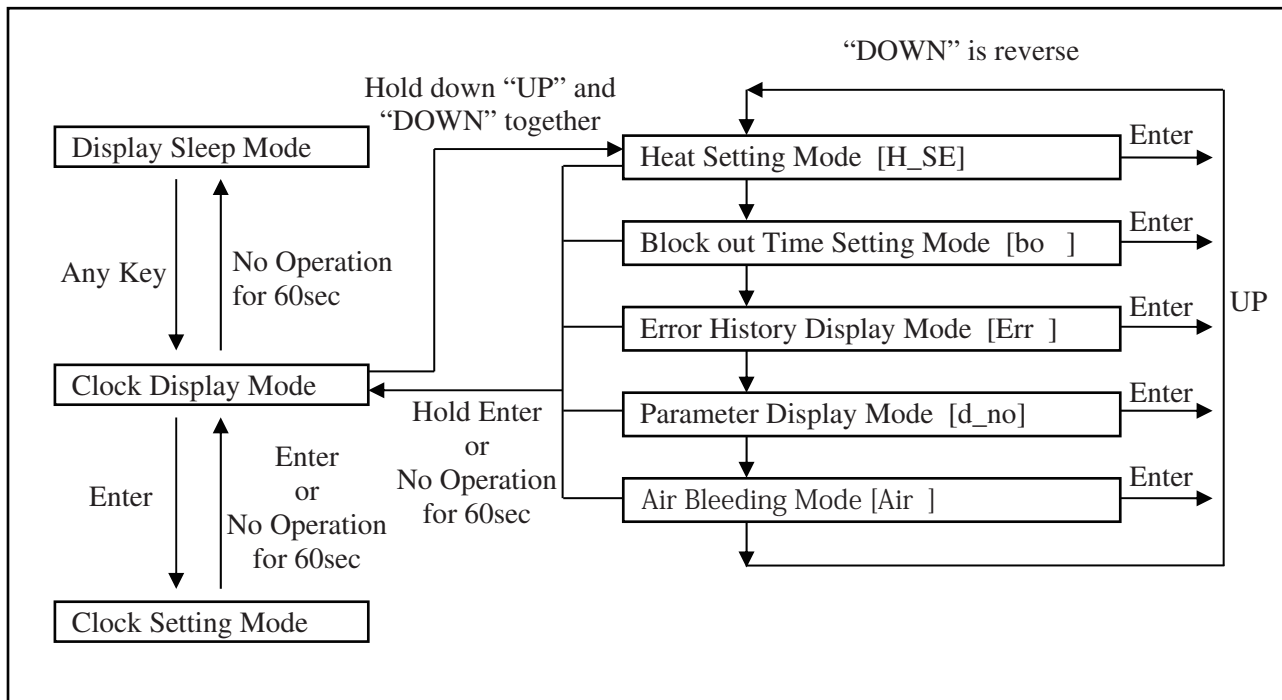 “DOWN” is reverse
Hold down “UP” and
“DOWN” together
Display Sleep Mode
Any Key
No Operation
for 60sec
Clock Display Mode
Enter
Enter
or
No Operation
for 60sec
Clock Setting Mode
Hold Enter
or
No Operation
for 60sec
Heat Setting Mode [H_SE]
Enter
Block out Time Setting Mode [bo ]
Enter
Error History Display Mode [Err ]
Enter
Parameter Display Mode [d_no]
Enter
Air Bleeding Mode [Air ]
Enter
UP